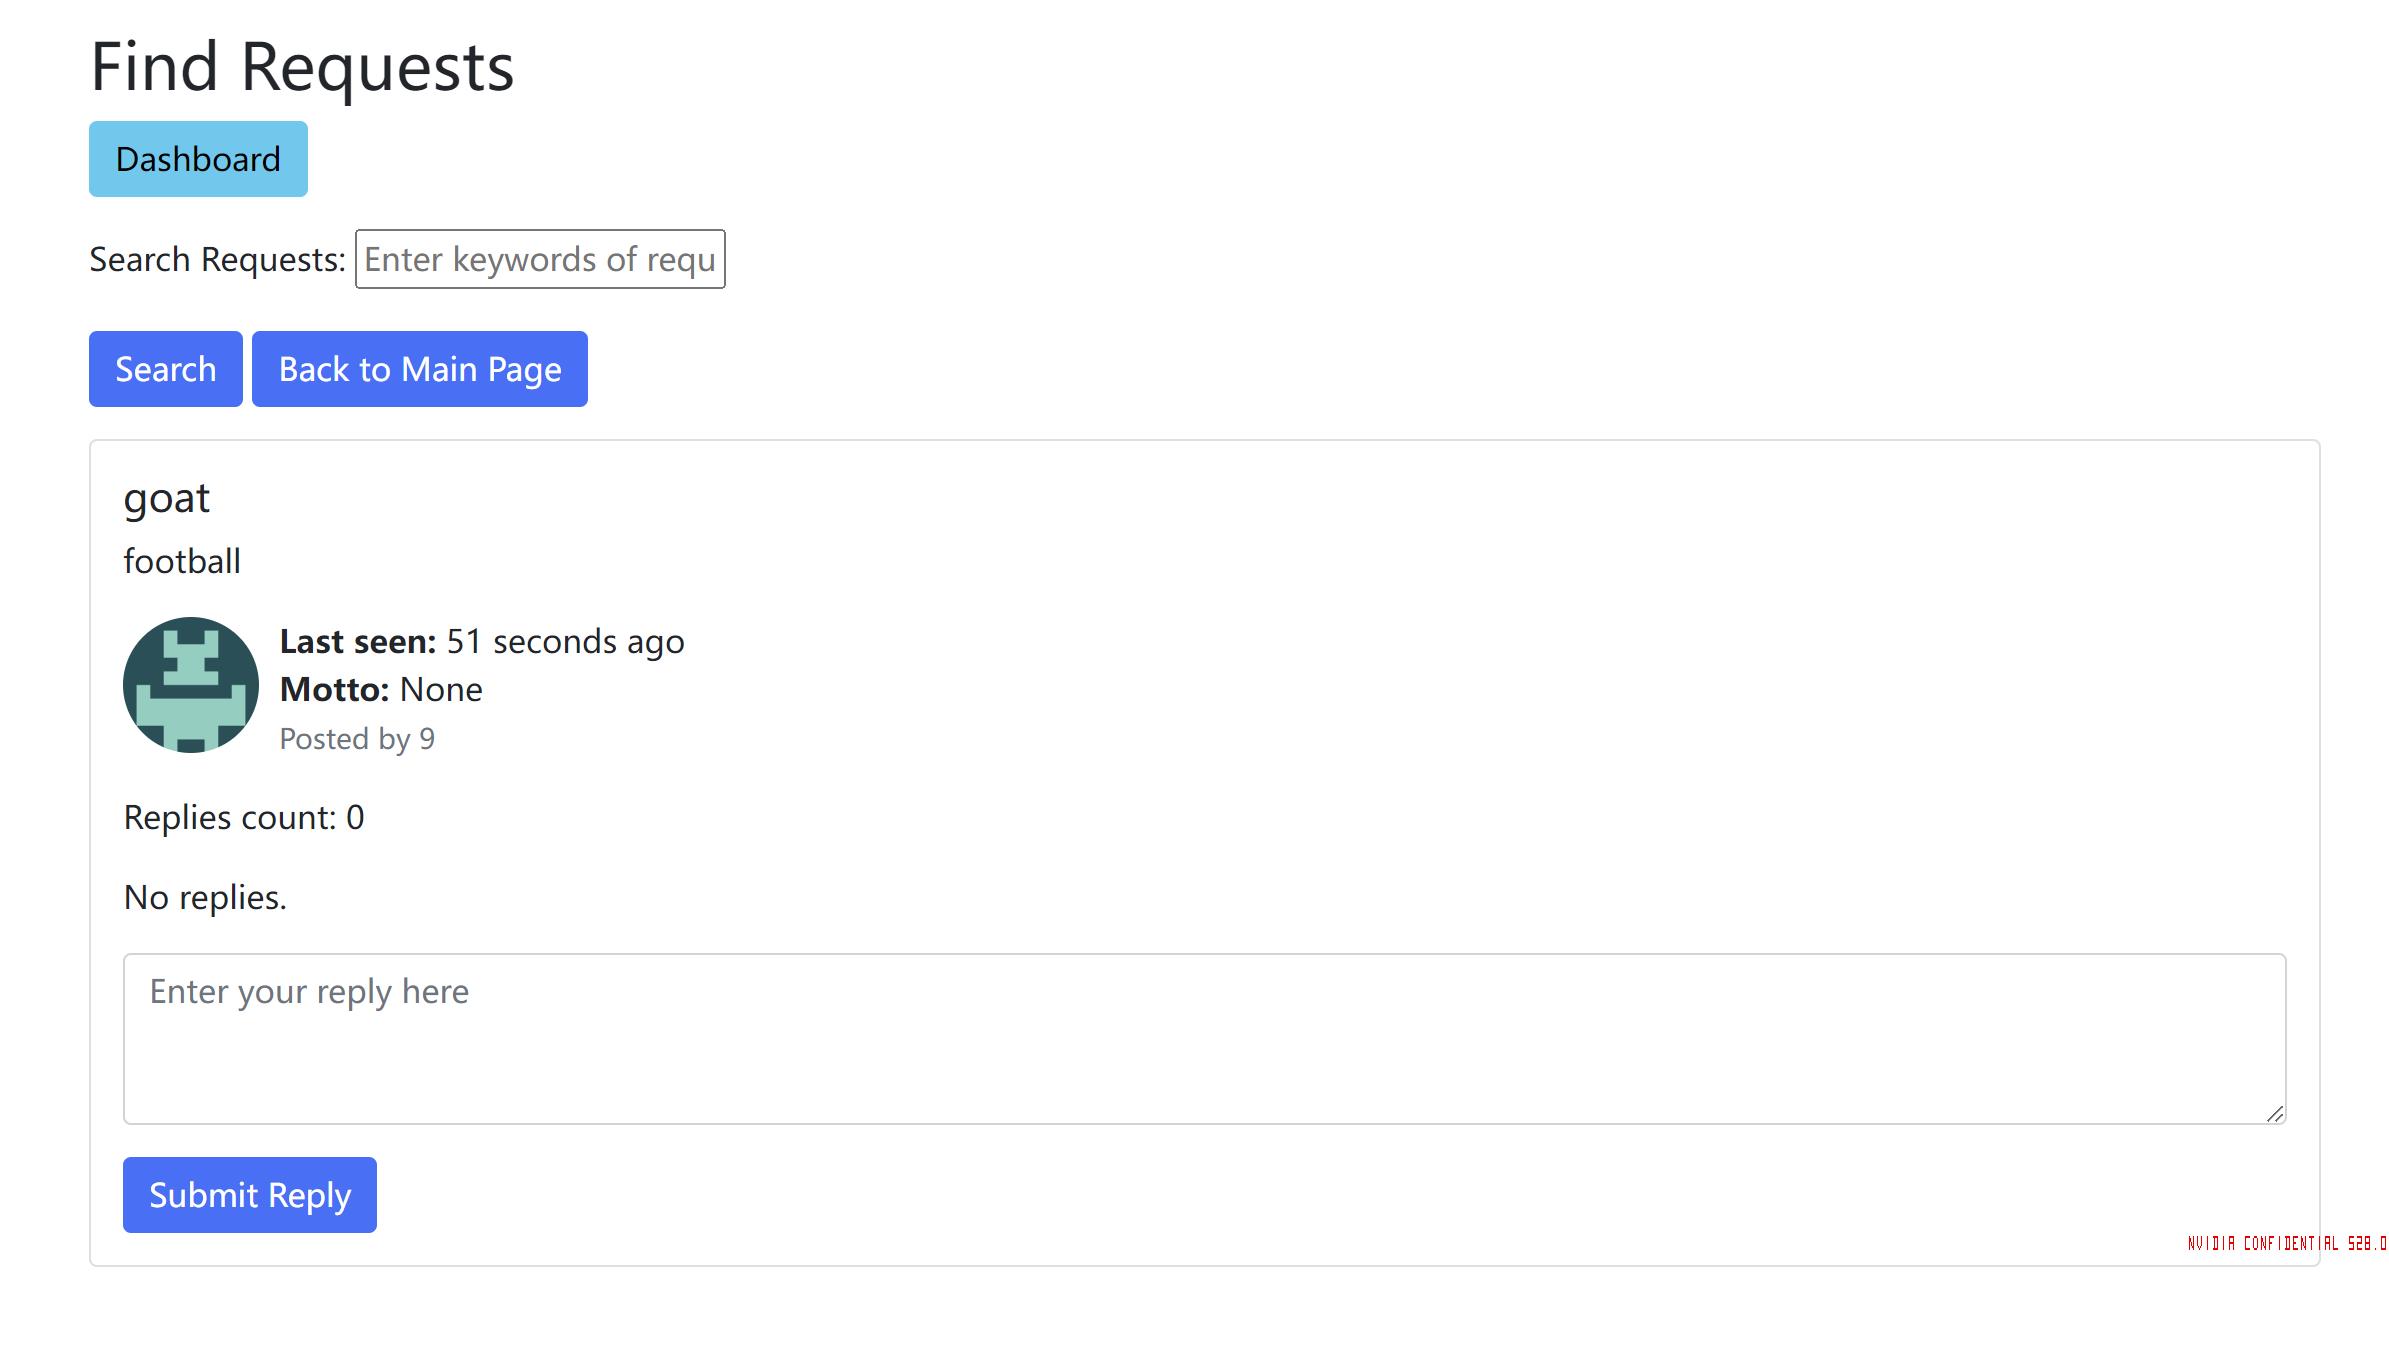 Find Requests
Dashboard
Search Requests: Enter keywords of requ
Search Back to Main Page
goat
football
Last seen: 51 seconds ago
Motto: None
Posted by 9
Replies count: 0
No replies.
Enter your reply here
Submit Reply
NVIDIA CONFIDENTIAL 528.0